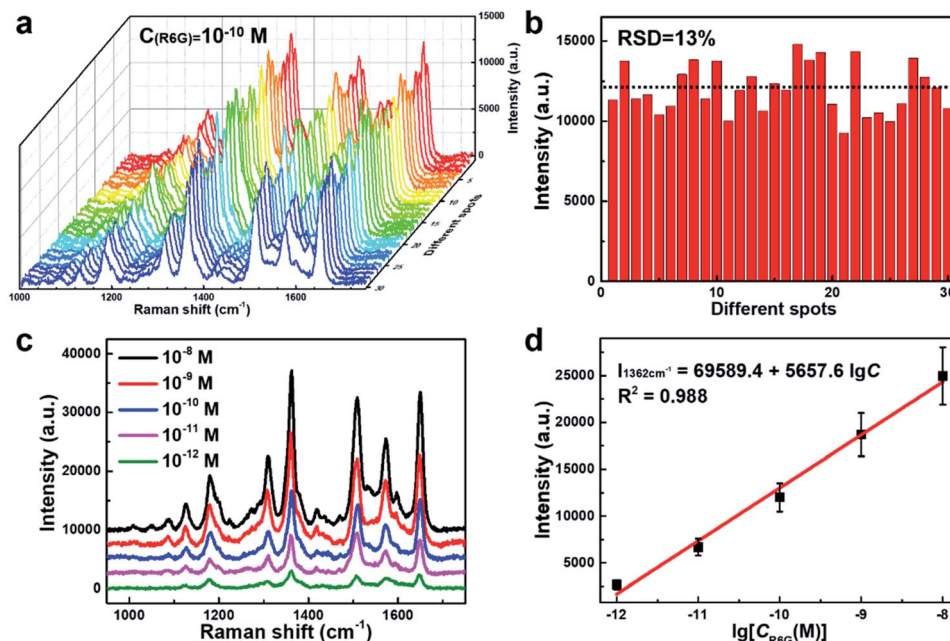 a
C(R6G)=10-10 M
15000
10000
5000
0
Intensity (a.u.)
5
10
15
20
25
30
Different spots
1000
1200
1400
1600
Raman shift (cm-1)
b
RSD=13%
15000
10000
5000
0
Intensity (a.u.)
0
10
20
30
Different spots
c
40000
30000
20000
10000
0
Intensity (a.u.)
10-8 M
10-9 M
10-10 M
10-11 M
10-12 M
1000
1200
1400
1600
Raman shift (cm-1)
d
I1362cm-1 = 69589.4 + 5657.6 lgC
R2 = 0.988
25000
20000
15000
10000
5000
Intensity (a.u.)
-12
-11
-10
-9
-8
lg[CR6G(M)]